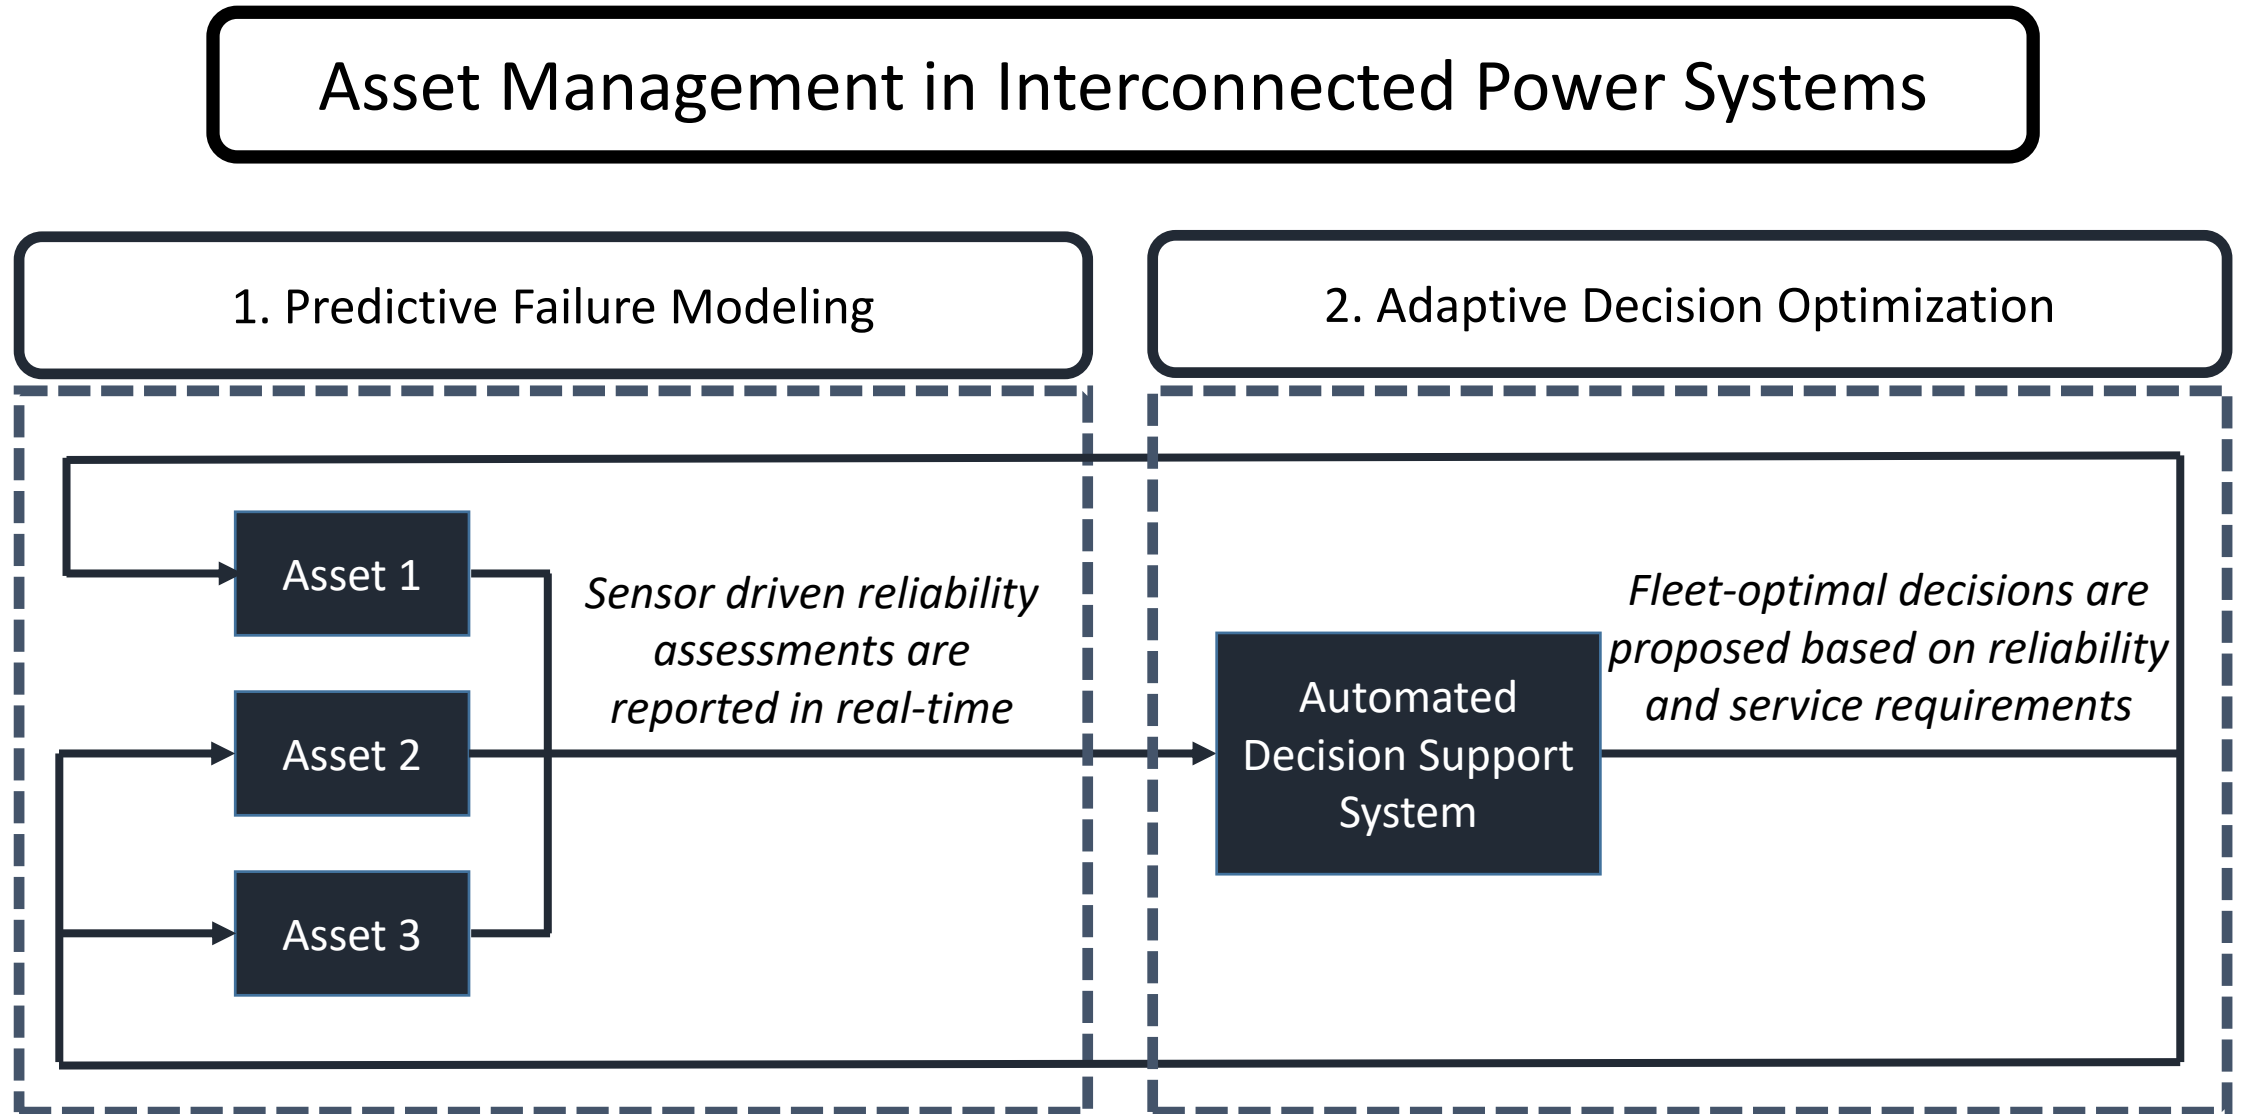 Asset Management in Interconnected Power Systems
1. Predictive Failure Modeling
2. Adaptive Decision Optimization
Asset 1
Asset 2
Asset 3
Sensor driven reliability
assessments are
reported in real-time
Automated
Decision Support
System
Fleet-optimal decisions are
proposed based on reliability
and service requirements